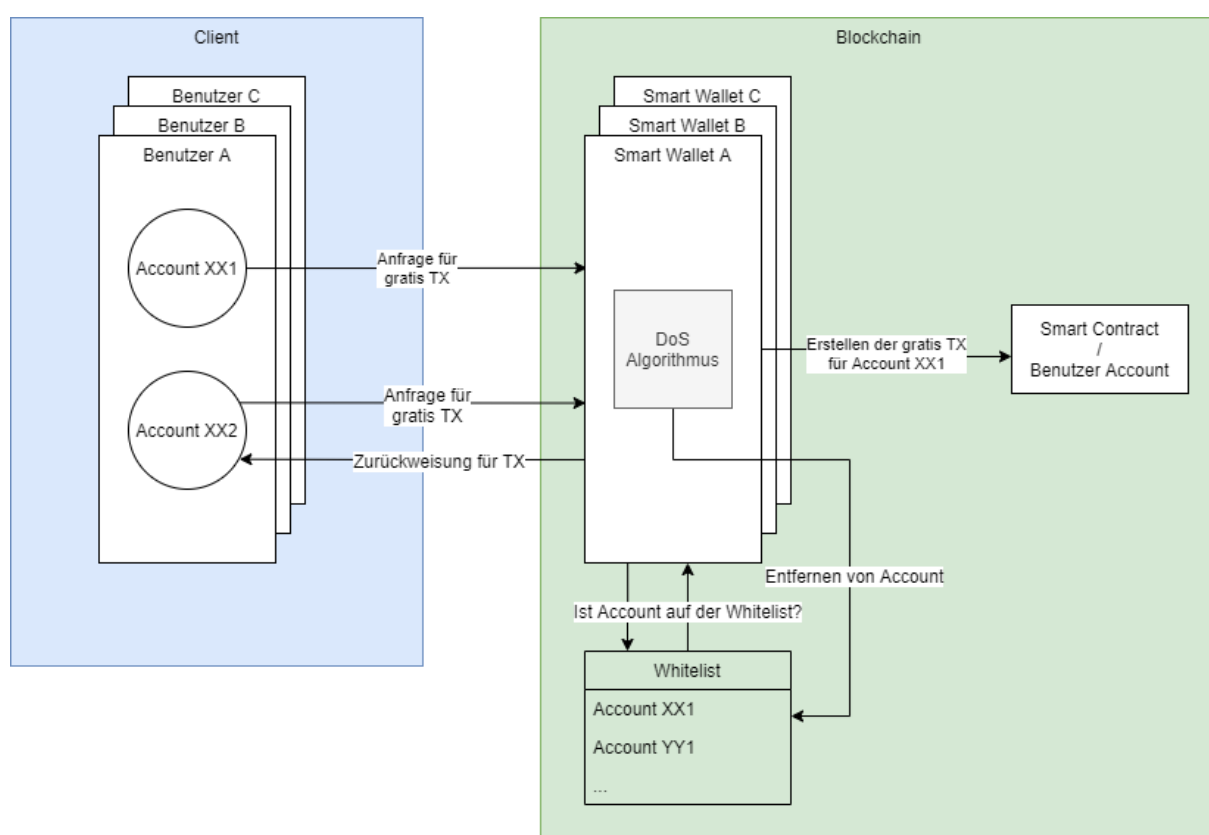 Client
Blockchain
Benutzer C
Benutzer B
Benutzer A
Smart Wallet C
Smart Wallet B
Smart Wallet A
Account XX1
Anfrage für
gratis TX
DoS
Algorithmus
Erstellen der gratis TX
für Account XX1
Smart Contract
/
Benutzer Account
Account XX2
Anfrage für
gratis TX
Zurückweisung für TX
Entfernen von Account
Ist Account auf der Whitelist?
Whitelist
Account XX1
Account YY1
...